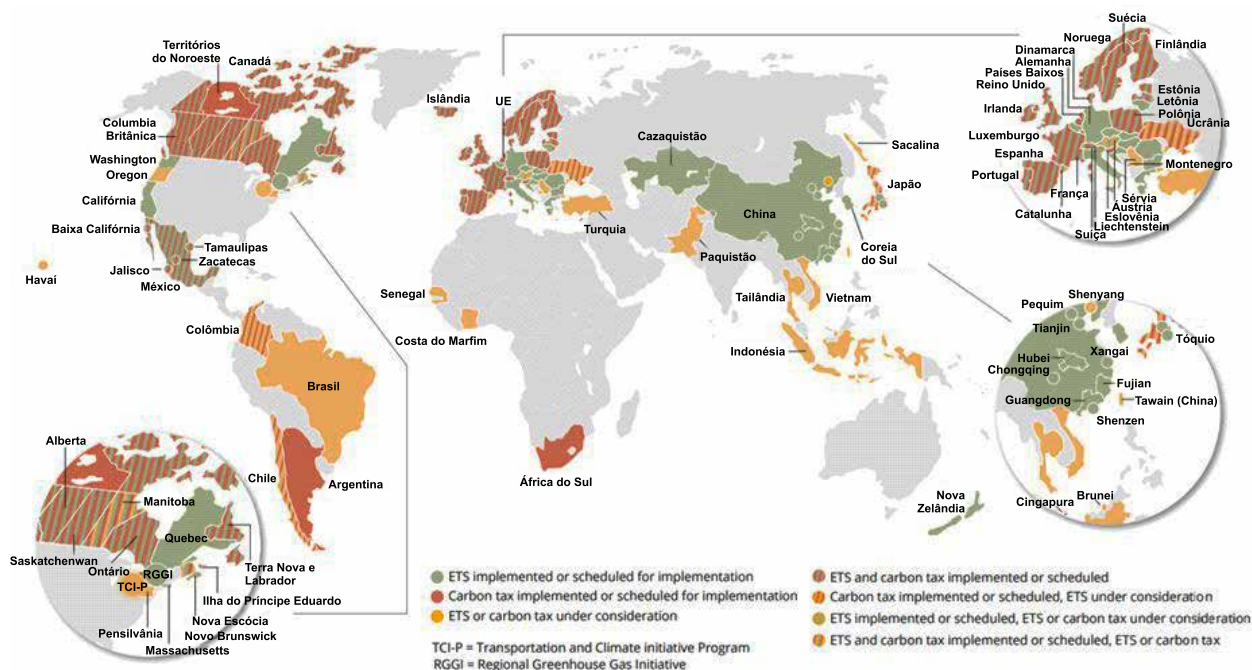 Territórios
do Noroeste
Canadá
Columbia
Britânica
Washington
Oregon
Califórnia
Baixa Califórnia
Havaí
Jalisco
México
Tamaulipas
Zacatecas
Colômbia
Brasil
Chile
Argentina
Islândia
UE
Cazaquistão
Sacalina
Japão
China
Turquia
Paquistão
Coreia
do Sul
Senegal
Costa do Marfim
Tailândia
Vietnam
Indonésia
África do Sul
Nova
Zelândia
Suécia
Noruega
Finlândia
Dinamarca
Alemanha
Países Baixos
Reino Unido
Estônia
Letônia
Polônia
Ucrânia
Irlanda
Luxemburgo
Espanha
Portugal
Montenegro
França
Sérvia
Áustria
Catalunha
Eslovênia
Liechtenstein
Suiça
Shenyang
Pequim
Tianjin
Tóquio
Xangai
Hubei
Chongqing
Fujian
Guangdong
Tawain (China)
Shenzen
Cingapura
Brunei
Alberta
Manitoba
Quebec
Saskatchenwan
Ontário
RGGI
TCI-P
Terra Nova e
Labrador
Ilha do Príncipe Eduardo
Nova Escócia
Novo Brunswick
Pensilvânia
Massachusetts
ETS implemented or scheduled for implementation
Carbon tax implemented or scheduled for implementation
ETS or carbon tax under consideration
TCI-P = Transportation and Climate initiative Program
RGGI = Regional Greenhouse Gas Initiative
ETS and carbon tax implemented or scheduled
Carbon tax implemented or scheduled, ETS under consideration
ETS implemented or scheduled, ETS or carbon tax under consideration
ETS and carbon tax implemented or scheduled, ETS or carbon tax